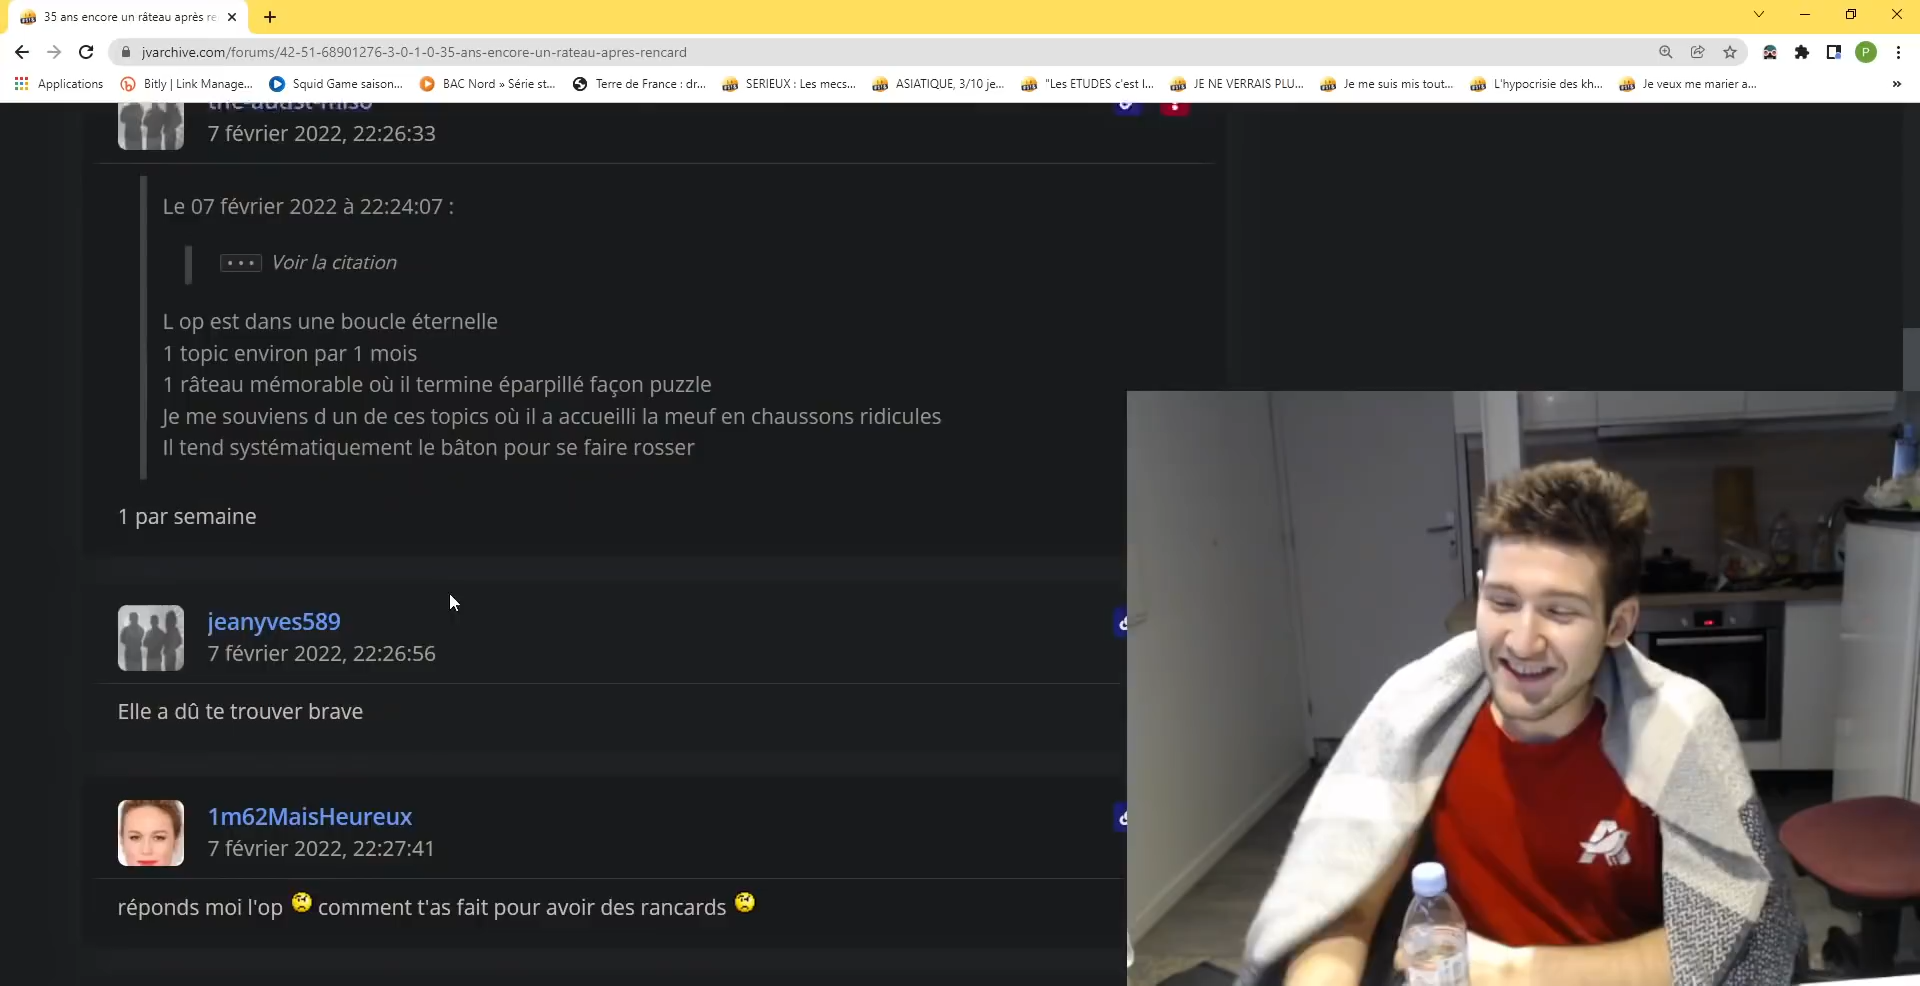 35 ans encore un râteau après re
jvarchive.com/forums/42-51-68901276-3-0-1-0-35-ans-encore-un-rateau-apres-rencard
P
Applications
Bitly | Link Manage...
Squid Game saison...
BAC Nord » Série st...
Terre de France : dr...
SERIEUX : Les mecs...
ASIATIQUE, 3/10 je...
"Les ETUDES c'est l...
JE NE VERRAIS PLU...
Je me suis mis tout...
L'hypocrisie des kh...
Je veux me marier a...
7 février 2022, 22:26:33
Le 07 février 2022 à 22:24:07 :
Voir la citation
L op est dans une boucle éternelle
1 topic environ par 1 mois
1 râteau mémorable où il termine éparpillé façon puzzle
Je me souviens d un de ces topics où il a accueilli la meuf en chaussons ridicules
Il tend systématiquement le bâton pour se faire rosser
1 par semaine
jeanyves589
7 février 2022, 22:26:56
Elle a dû te trouver brave
1m62MaisHeureux
7 février 2022, 22:27:41
réponds moi l'op comment t'as fait pour avoir des rancards